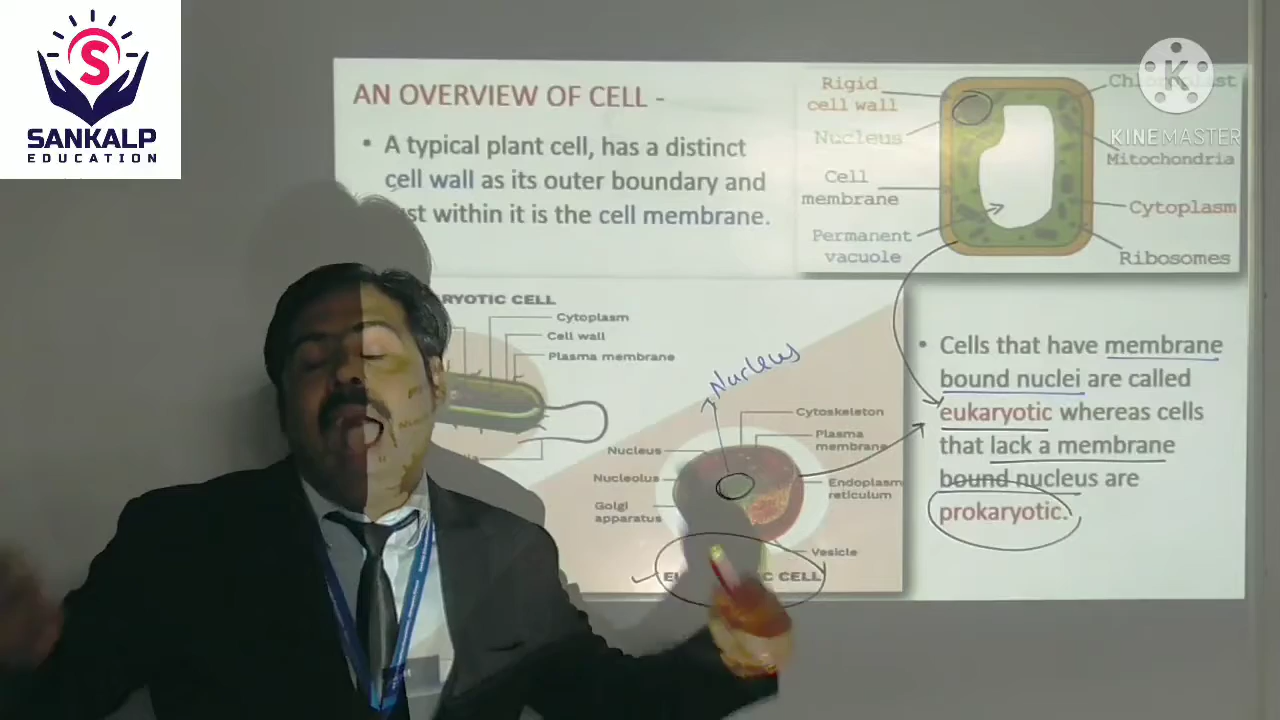 S
SANKALP
EDUCATION
AN OVERVIEW OF CELL -
• A typical plant cell, has a distinct
cell wall as its outer boundary and
within it is the cell membrane.
Rigid
cell wall
Nucleus
Cell
membrane
Permanent
vacuole
K
KINEMASTER
Mitochondria
Cytoplasm
Ribosomes
CELL
Cytoplasm
Cell wall
Plasma membrane
Nucleus
Cytoskeleton
Plasma
membrane
Nucleus
Nucleolus
Golgi
apparatus
Endoplasm
reticulum
Vesicle
CELL
• Cells that have membrane
bound nuclei are called
eukaryotic whereas cells
that lack a membrane
bound nucleus are
prokaryotic.